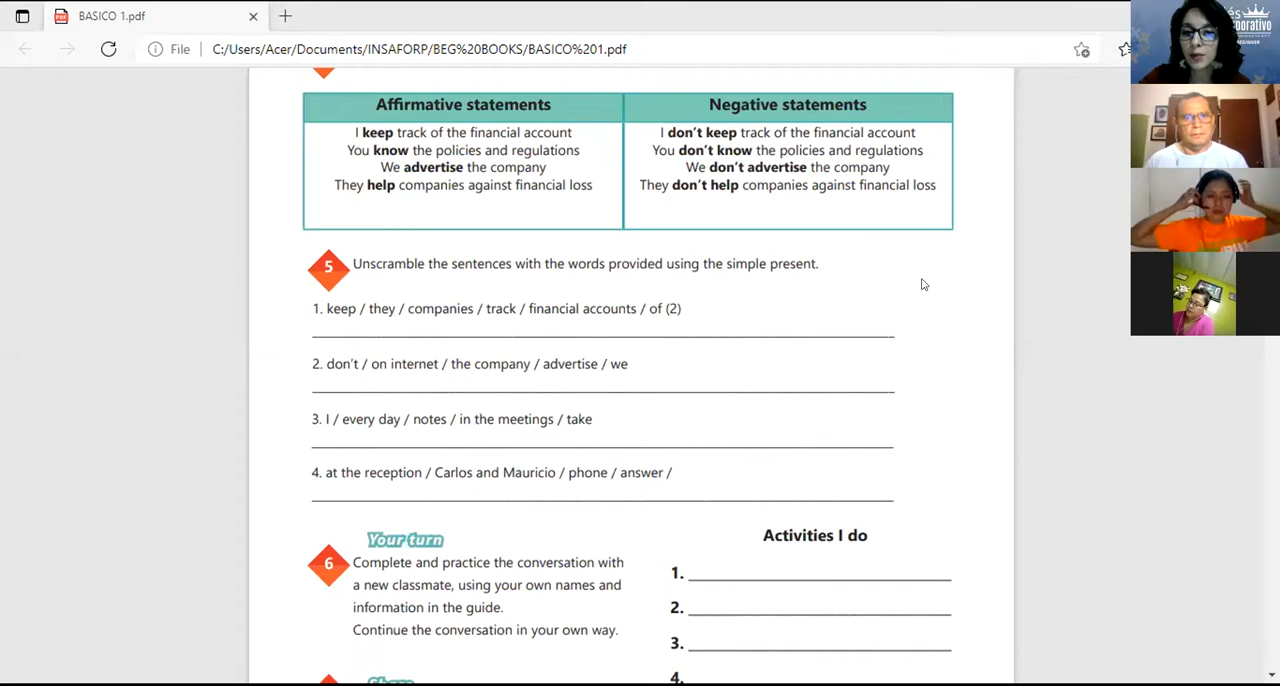 BASICO 1.pdf
File C:/Users/Acer/Documents/INSAFORP/BEG%20BOOKS/BASICO%201.pdf
Affirmative statements
I keep track of the financial account
You know the policies and regulations
We advertise the company
They help companies against financial loss
Negative statements
I don't keep track of the financial account
You don't know the policies and regulations
We don't advertise the company
They don't help companies against financial loss
5 Unscramble the sentences with the words provided using the simple present.
1. keep / they / companies / track / financial accounts / of (2)
2. don't / on internet / the company / advertise / we
3. I / every day / notes / in the meetings / take
4. at the reception / Carlos and Mauricio / phone / answer /
Your turn
6 Complete and practice the conversation with
a new classmate, using your own names and
information in the guide.
Continue the conversation in your own way.
Activities I do
1.
2.
3.
4.
Share